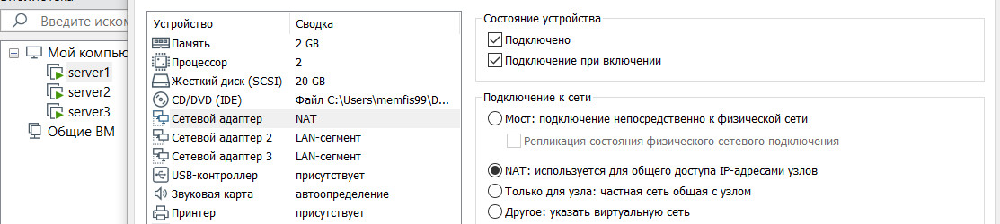 Введите иском
Мой компью
server1
server2
server3
Общие ВМ
Устройство Сводка
Память 2 GB
Процессор 2
Жесткий диск (SCSI) 20 GB
CD/DVD (IDE) Файл C:\Users\memfis99\D...
Сетевой адаптер NAT
Сетевой адаптер 2 LAN-сегмент
Сетевой адаптер 3 LAN-сегмент
USB-контроллер присутствует
Звуковая карта автоопределение
Принтер присутствует
Состояние устройства
Подключено
Подключение при включении
Подключение к сети
Мост: подключение непосредственно к физической сети
Репликация состояния физического сетевого подключения
NAT: используется для общего доступа IP-адресами узлов
Только для узла: частная сеть общая с узлом
Другое: указать виртуальную сеть